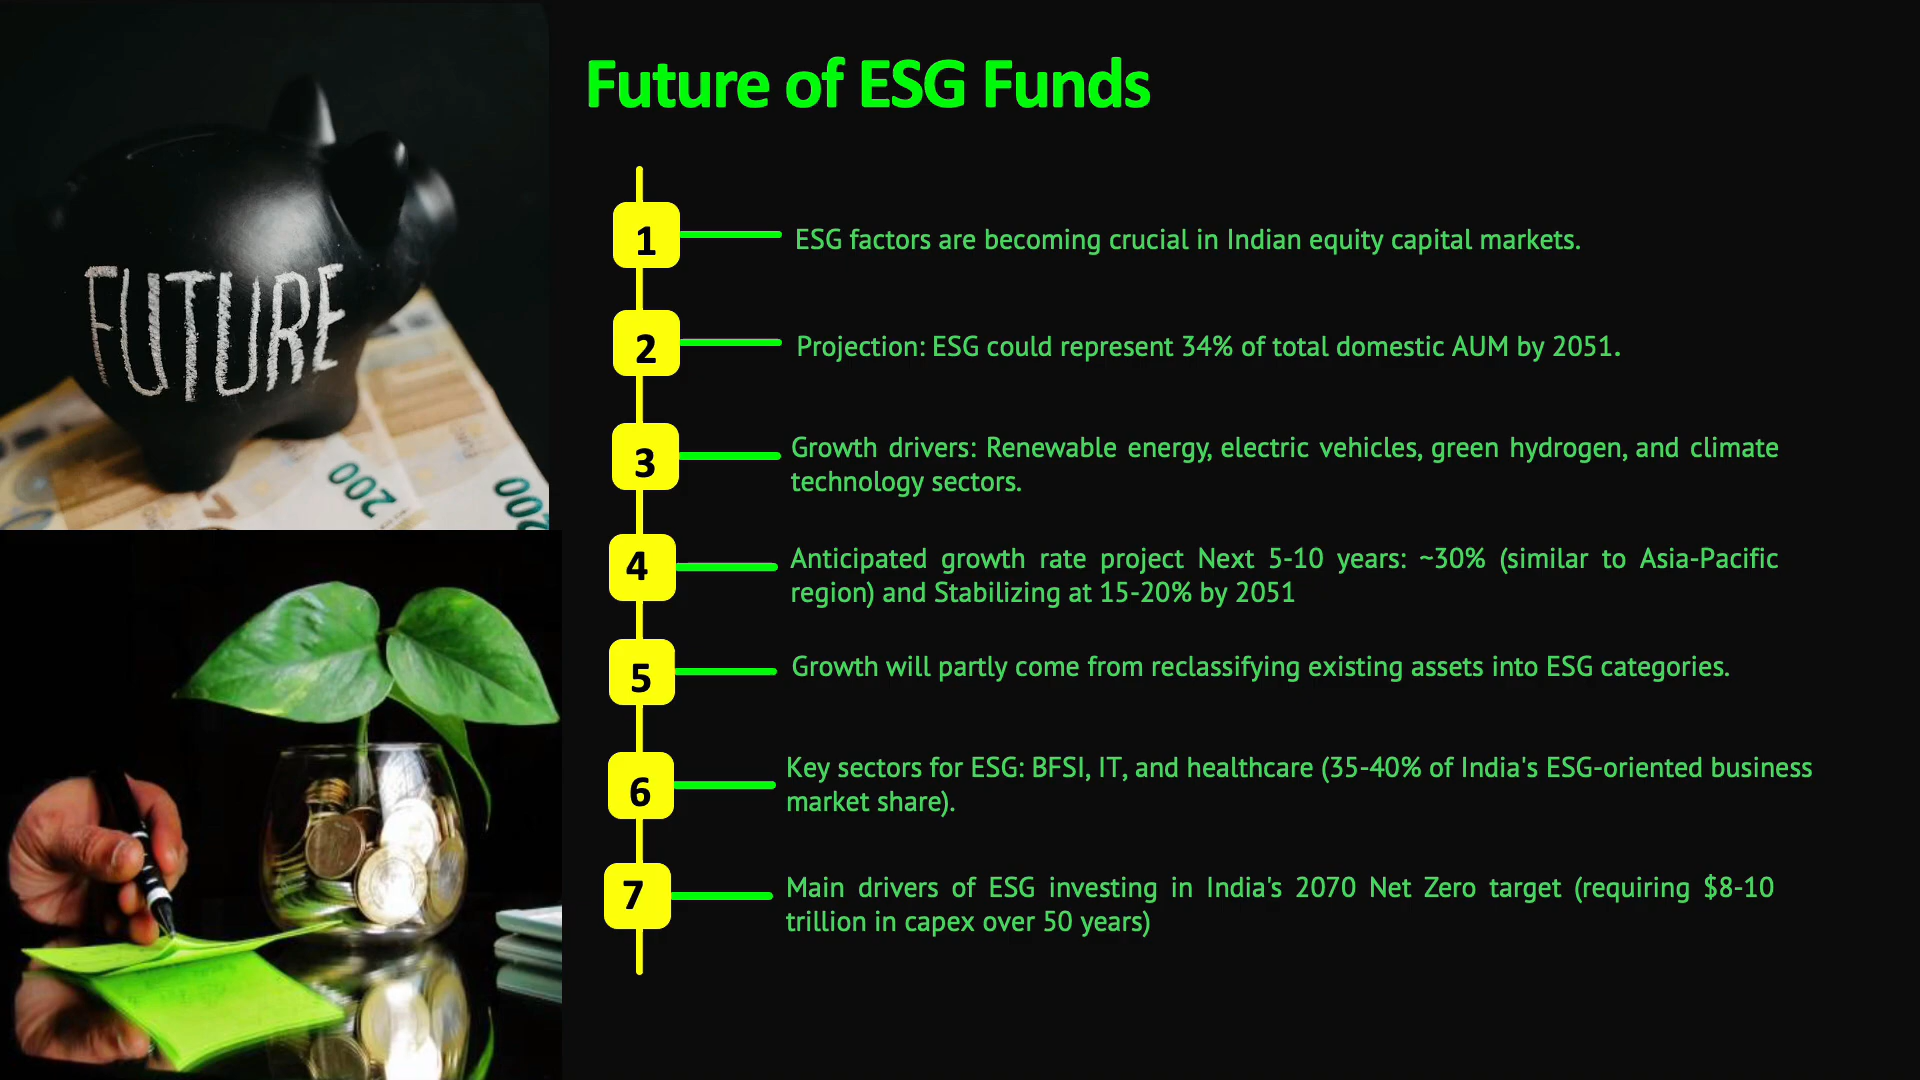 Future of ESG Funds
FUTURE
200
200
1
ESG factors are becoming crucial in Indian equity capital markets.
2
Projection: ESG could represent 34% of total domestic AUM by 2051.
3
Growth drivers: Renewable energy, electric vehicles, green hydrogen, and climate
technology sectors.
4
Anticipated growth rate project Next 5-10 years: ~30% (similar to Asia-Pacific
region) and Stabilizing at 15-20% by 2051
5
Growth will partly come from reclassifying existing assets into ESG categories.
6
Key sectors for ESG: BFSI, IT, and healthcare (35-40% of India's ESG-oriented business
market share).
7
Main drivers of ESG investing in India's 2070 Net Zero target (requiring $8-10
trillion in capex over 50 years)